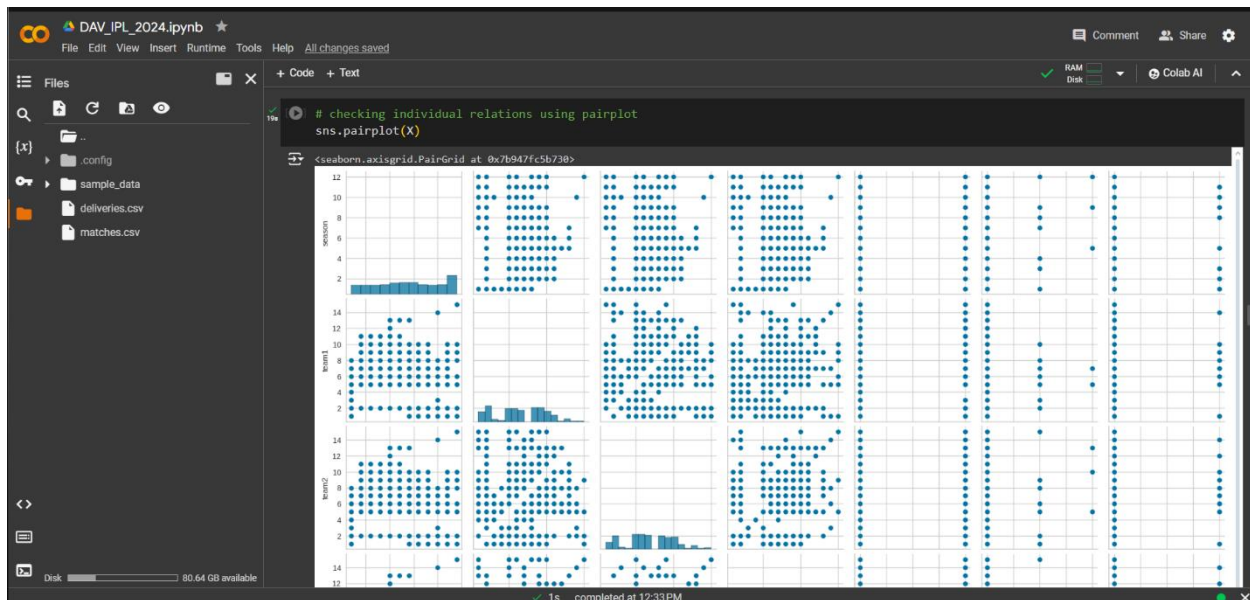 CO DAV_IPL_2024.ipynb
File Edit View Insert Runtime Tools Help All changes saved
Comment Share
Files
+ Code + Text
RAM
Disk
Colab AI
{x}
..
.config
sample_data
deliveries.csv
matches.csv
19s
# checking individual relations using pairplot
sns.pairplot(X)
<seaborn.axisgrid.PairGrid at 0x7b947fc5b730>
12
10
8
6
4
2
season
14
12
10
8
6
4
2
team1
14
12
10
8
6
4
2
team2
14
12
<>
Disk 80.64 GB available
1s completed at 12:33 PM